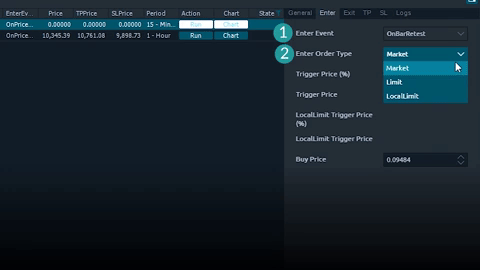 EnterEv... Price TPPrice SLPrice Period Action Chart State
OnPrice... 0.00000 0.00000 0.00000 15 - Min... Run Chart
OnPrice... 10,345.39 10,761.08 9,898.73 1 - Hour Run Chart
General Enter Exit TP SL Logs
1 Enter Event OnBarRetest
2 Enter Order Type Market
Market
Limit
LocalLimit
Trigger Price (%)
Trigger Price
LocalLimit Trigger Price
(%)
LocalLimit Trigger Price
Buy Price 0.09484